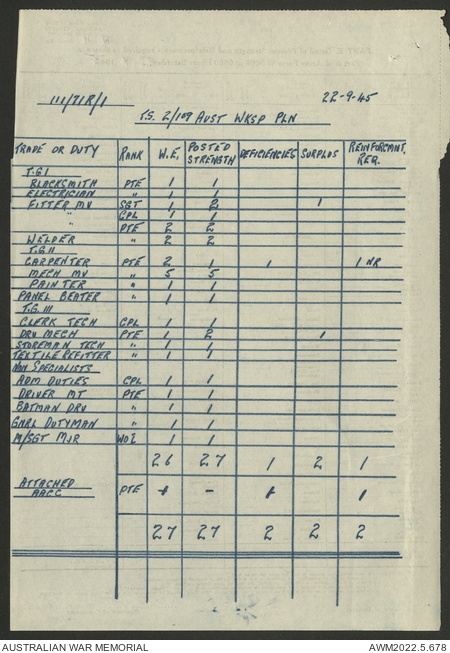 111/71R/1
22-9-45
T.S. 2/109 AUST WKSP PLN
TRADE OR DUTY RANK W.E. POSTED STRENGTH DEFICIENCIES SURPLUS REINFORCMNT REQ.
T.G.I
BLACKSMITH PTE 1 1
ELECTRICIAN " 1 1
FITTER MV SGT 1 2 1
" CPL 1 1
PTE 2 2
WELDER " 2 2
T.G.II
CARPENTER PTE 2 1 1 1 NR
MECH MV " 5 5
PAINTER " 1 1
PANEL BEATER " 1 1
T.G.III
CLERK TECH CPL 1 1
DRV MECH PTE 1 2 1
STOREMAN TECH " 1 1
TEXTILE REFITTER " 1 1
NON SPECIALISTS
ADM DUTIES CPL 1 1
DRIVER MT PTE 1 1
BATMAN DRV " 1 1
GNRL DUTYMAN " 1 1
M/SGT MJR WO2 1 1
26 27 1 2 1
ATTACHED
AACC PTE 1 - 1 1
27 27 2 2 2
AUSTRALIAN WAR MEMORIAL
AWM2022.5.678